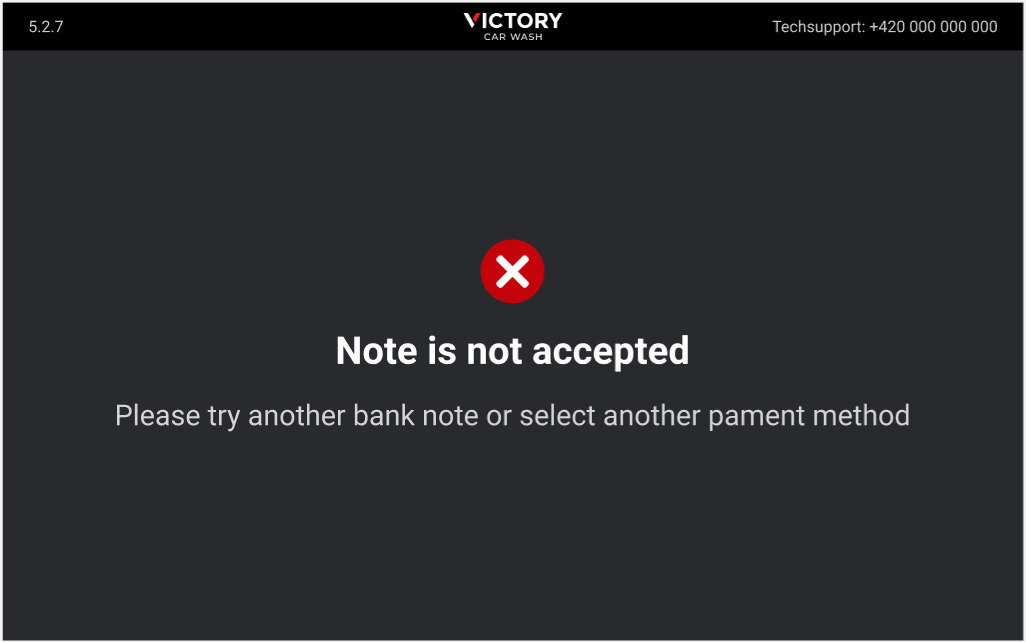 5.2.7
VICTORY
CAR WASH
Techsupport: +420 000 000 000
Note is not accepted
Please try another bank note or select another pament method